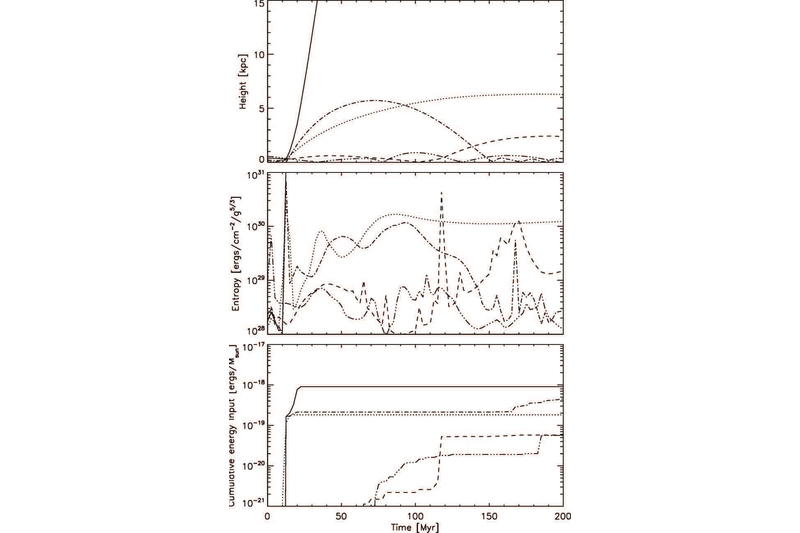 15
10
5
0
Height [kpc]
10^31
10^30
10^29
10^28
Entropy [ergs/cm^-2/g^5/3]
10^-17
10^-18
10^-19
10^-20
10^-21
Cumulative energy input [ergs/M_sun]
0 50 100 150 200
Time [Myr]